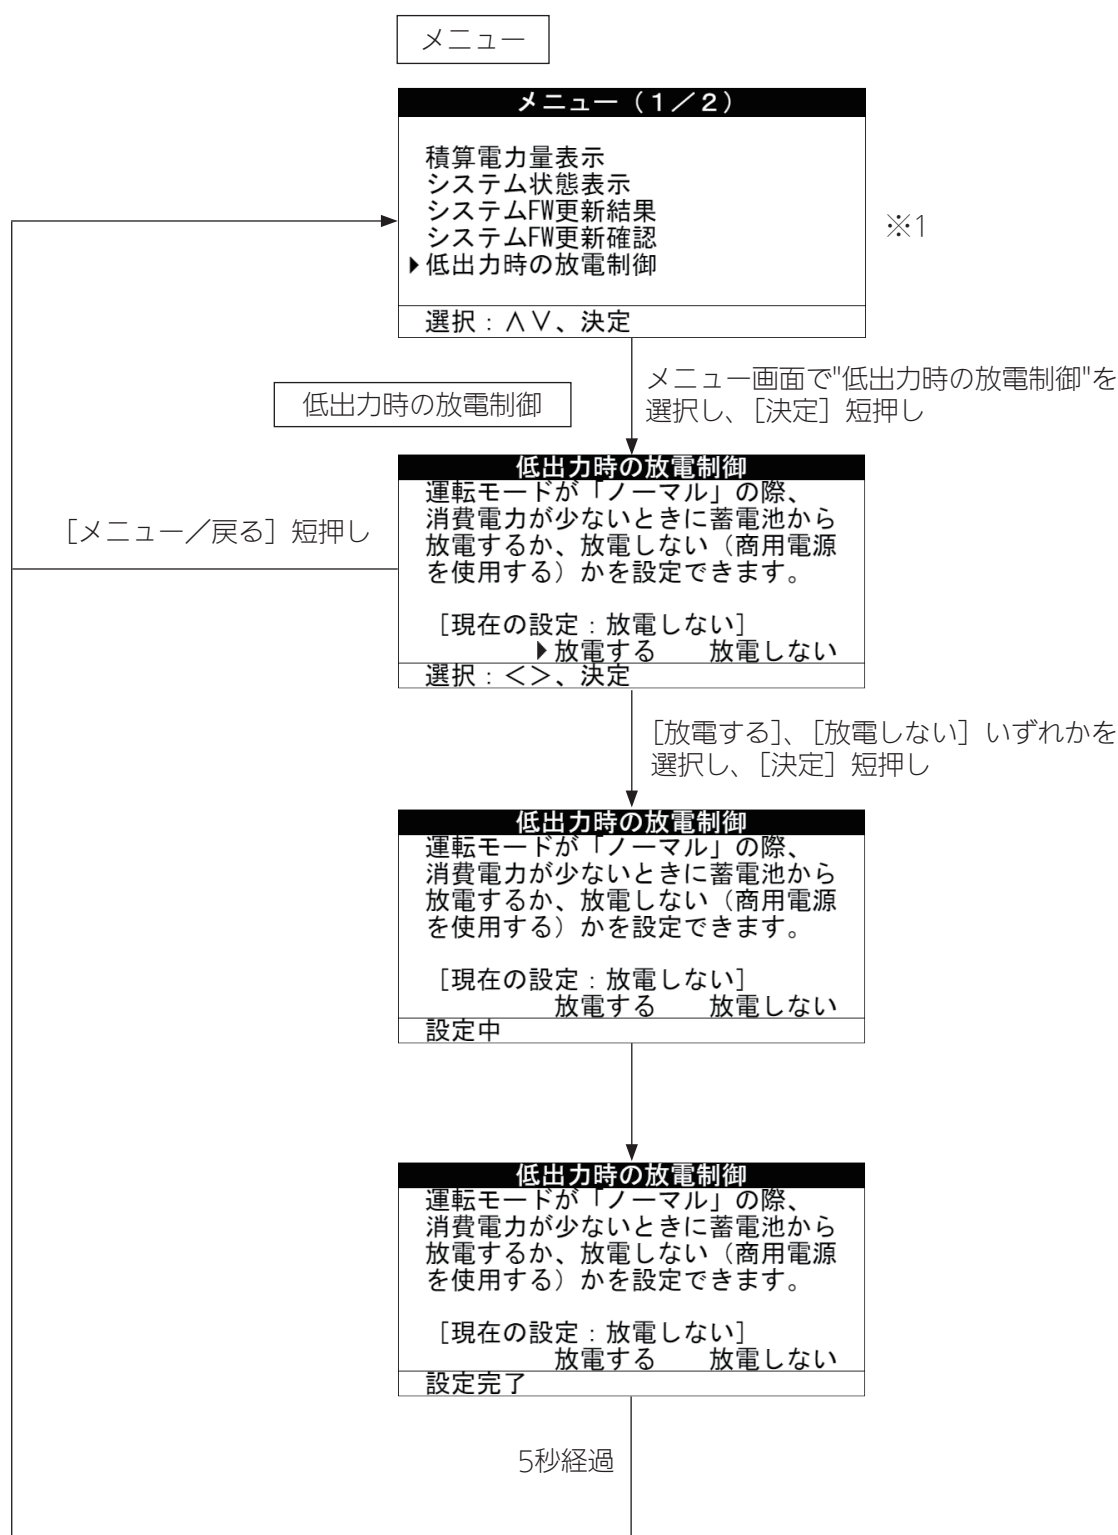 メニュー
メニュー（1／2）
積算電力量表示
システム状態表示
システムFW更新結果
システムFW更新確認
▶低出力時の放電制御
選択：∧∨、決定
※1
メニュー画面で"低出力時の放電制御"を
選択し、［決定］短押し
低出力時の放電制御
低出力時の放電制御
運転モードが「ノーマル」の際、
消費電力が少ないときに蓄電池から
放電するか、放電しない（商用電源
を使用する）かを設定できます。
［現在の設定：放電しない］
▶放電する　放電しない
選択：＜＞、決定
［メニュー／戻る］短押し
［放電する］、［放電しない］いずれかを
選択し、［決定］短押し
低出力時の放電制御
運転モードが「ノーマル」の際、
消費電力が少ないときに蓄電池から
放電するか、放電しない（商用電源
を使用する）かを設定できます。
［現在の設定：放電しない］
放電する　放電しない
設定中
低出力時の放電制御
運転モードが「ノーマル」の際、
消費電力が少ないときに蓄電池から
放電するか、放電しない（商用電源
を使用する）かを設定できます。
［現在の設定：放電しない］
放電する　放電しない
設定完了
5秒経過